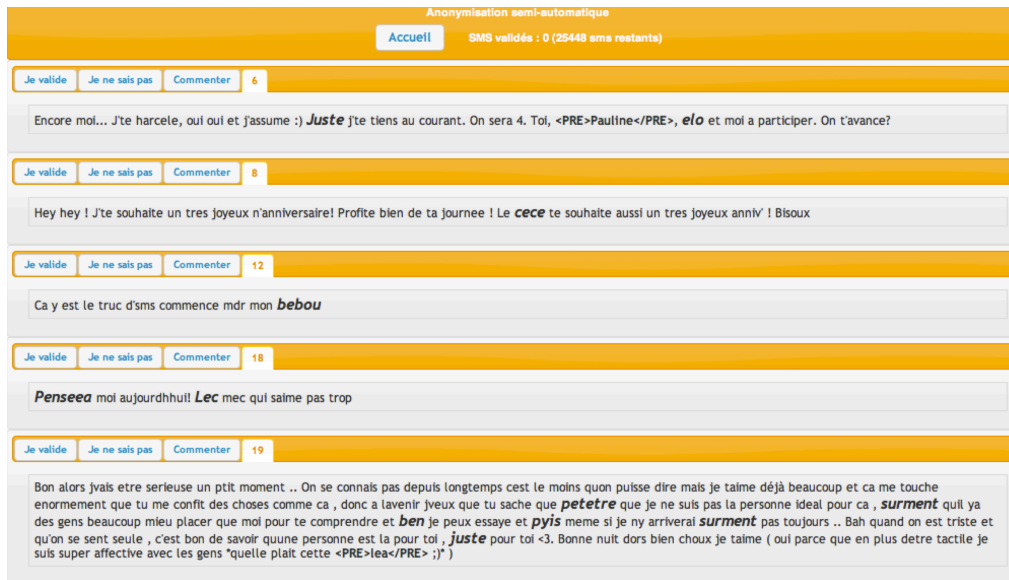 Anonymisation semi-automatique
Accueil SMS validés : 0 (25448 sms restants)
Je valide Je ne sais pas Commenter 6
Encore moi... J'te harcele, oui oui et j'assume :) Juste j'te tiens au courant. On sera 4. Toi, <PRE>Pauline</PRE>, elo et moi a participer. On t'avance?
Je valide Je ne sais pas Commenter 8
Hey hey ! J'te souhaite un tres joyeux n'anniversaire! Profite bien de ta journee ! Le cece te souhaite aussi un tres joyeux anniv' ! Bisoux
Je valide Je ne sais pas Commenter 12
Ca y est le truc d'sms commence mdr mon bebou
Je valide Je ne sais pas Commenter 18
Penseea moi aujourdhhui! Lec mec qui saime pas trop
Je valide Je ne sais pas Commenter 19
Bon alors jvais etre serieuse un ptit moment .. On se connais pas depuis longtemps cest le moins quon puisse dire mais je taime déjà beaucoup et ca me touche
enormement que tu me confit des choses comme ca , donc a lavenir jveux que tu sache que petetre que je ne suis pas la personne ideal pour ca , surment quil ya
des gens beaucoup mieu placer que moi pour te comprendre et ben je peux essaye et pyis meme si je ny arriverai surment pas toujours .. Bah quand on est triste et
qu'on se sent seule , c'est bon de savoir quune personne est la pour toi , juste pour toi <3. Bonne nuit dors bien choux je taime ( oui parce que en plus detre tactile je
suis super affective avec les gens *quelle plait cette <PRE>lea</PRE> ;)* )